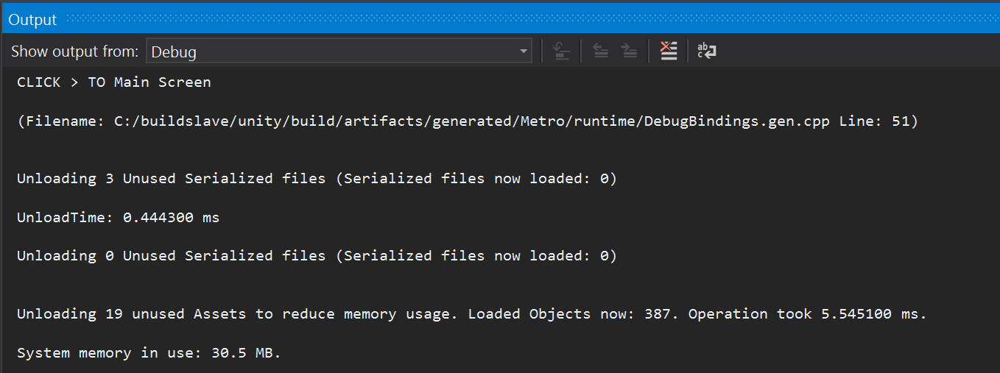 Output
Show output from: Debug
CLICK > TO Main Screen
(Filename: C:/buildslave/unity/build/artifacts/generated/Metro/runtime/DebugBindings.gen.cpp Line: 51)
Unloading 3 Unused Serialized files (Serialized files now loaded: 0)
UnloadTime: 0.444300 ms
Unloading 0 Unused Serialized files (Serialized files now loaded: 0)
Unloading 19 unused Assets to reduce memory usage. Loaded Objects now: 387. Operation took 5.545100 ms.
System memory in use: 30.5 MB.